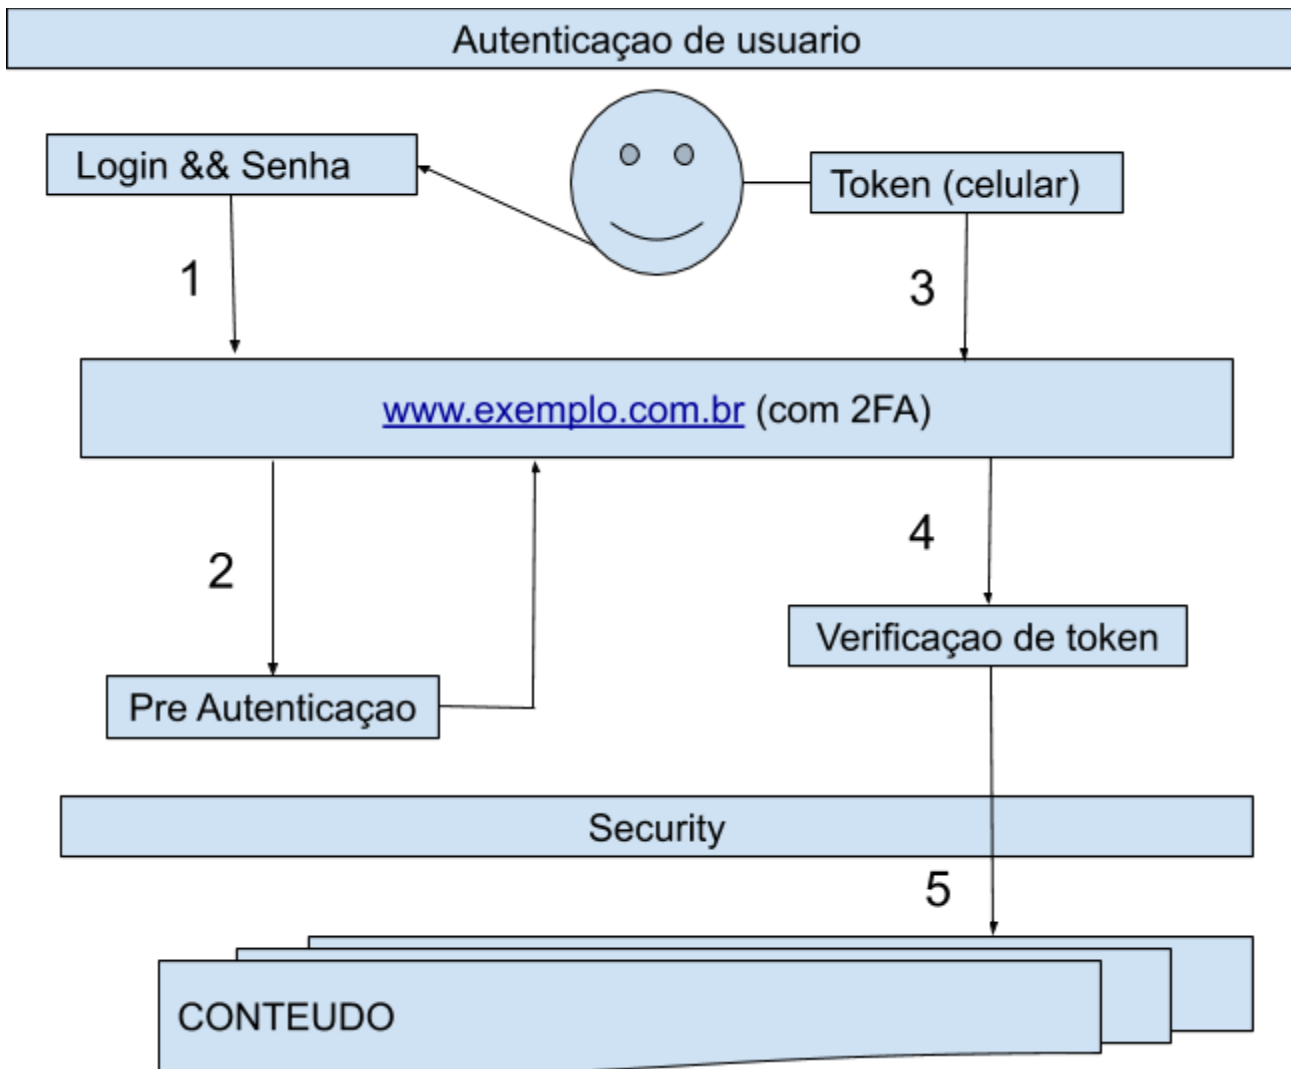 Autenticaçao de usuario
Login && Senha
Token (celular)
1
3
www.exemplo.com.br (com 2FA)
2
4
Verificaçao de token
Pre Autenticaçao
Security
5
CONTEUDO